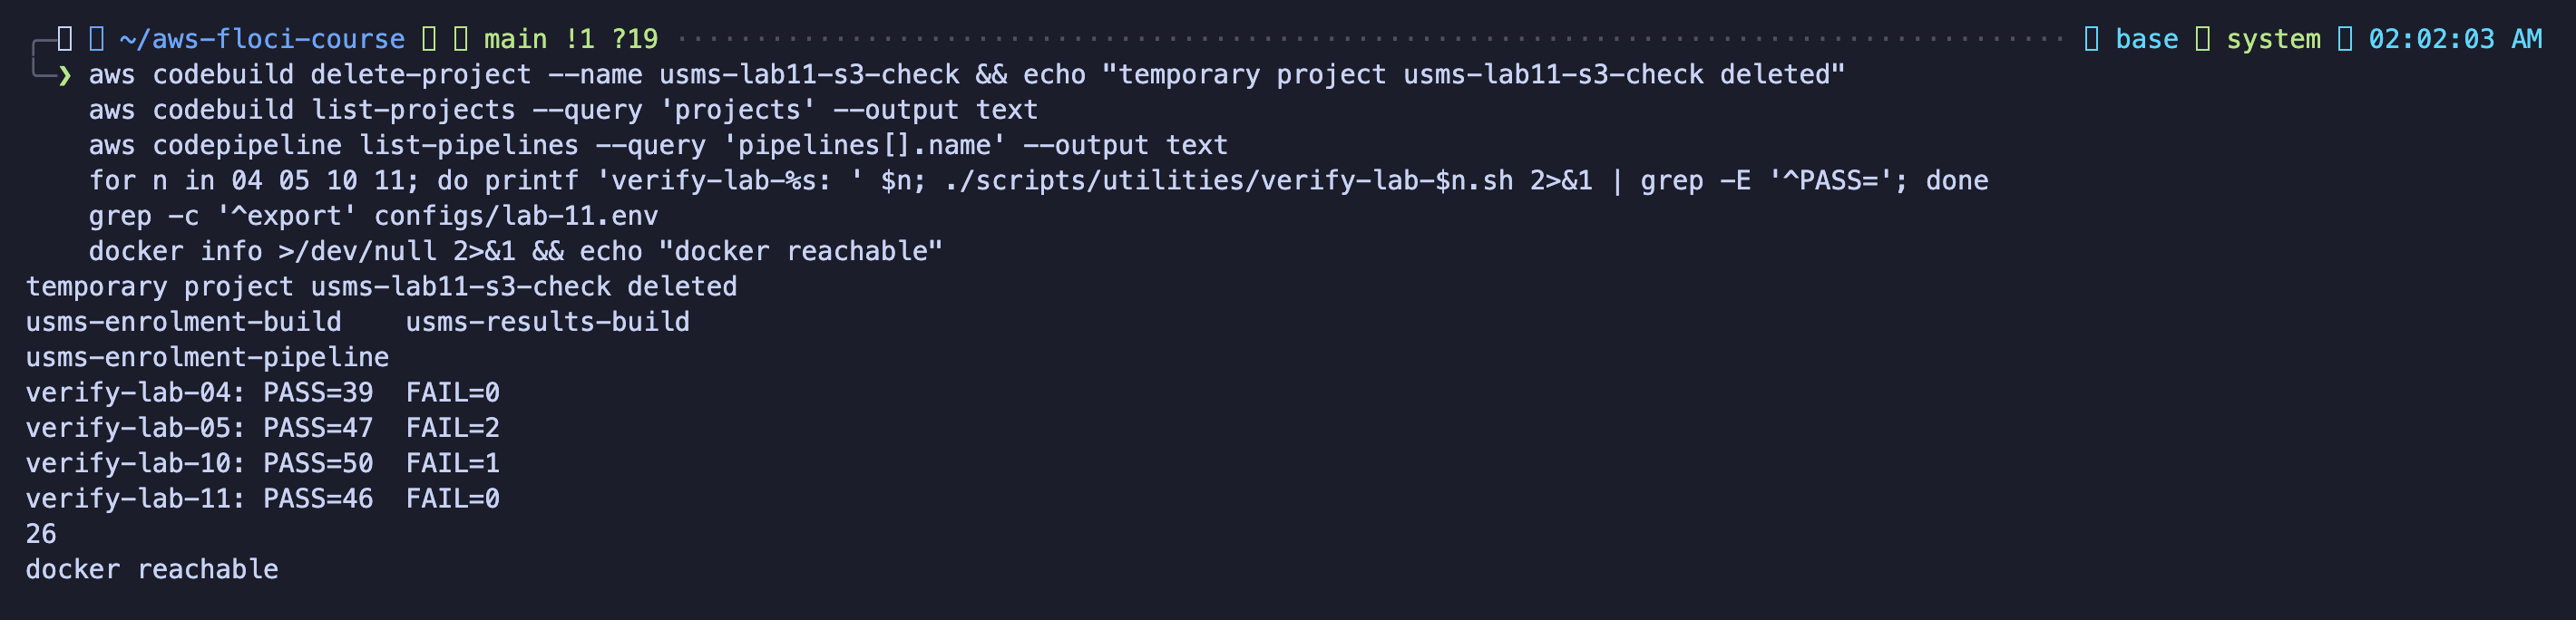 ~/aws-floci-course main !1 ?19 base system 02:02:03 AM
❯ aws codebuild delete-project --name usms-lab11-s3-check && echo "temporary project usms-lab11-s3-check deleted"
aws codebuild list-projects --query 'projects' --output text
aws codepipeline list-pipelines --query 'pipelines[].name' --output text
for n in 04 05 10 11; do printf 'verify-lab-%s: ' $n; ./scripts/utilities/verify-lab-$n.sh 2>&1 | grep -E '^PASS='; done
grep -c '^export' configs/lab-11.env
docker info >/dev/null 2>&1 && echo "docker reachable"
temporary project usms-lab11-s3-check deleted
usms-enrolment-build    usms-results-build
usms-enrolment-pipeline
verify-lab-04: PASS=39  FAIL=0
verify-lab-05: PASS=47  FAIL=2
verify-lab-10: PASS=50  FAIL=1
verify-lab-11: PASS=46  FAIL=0
26
docker reachable